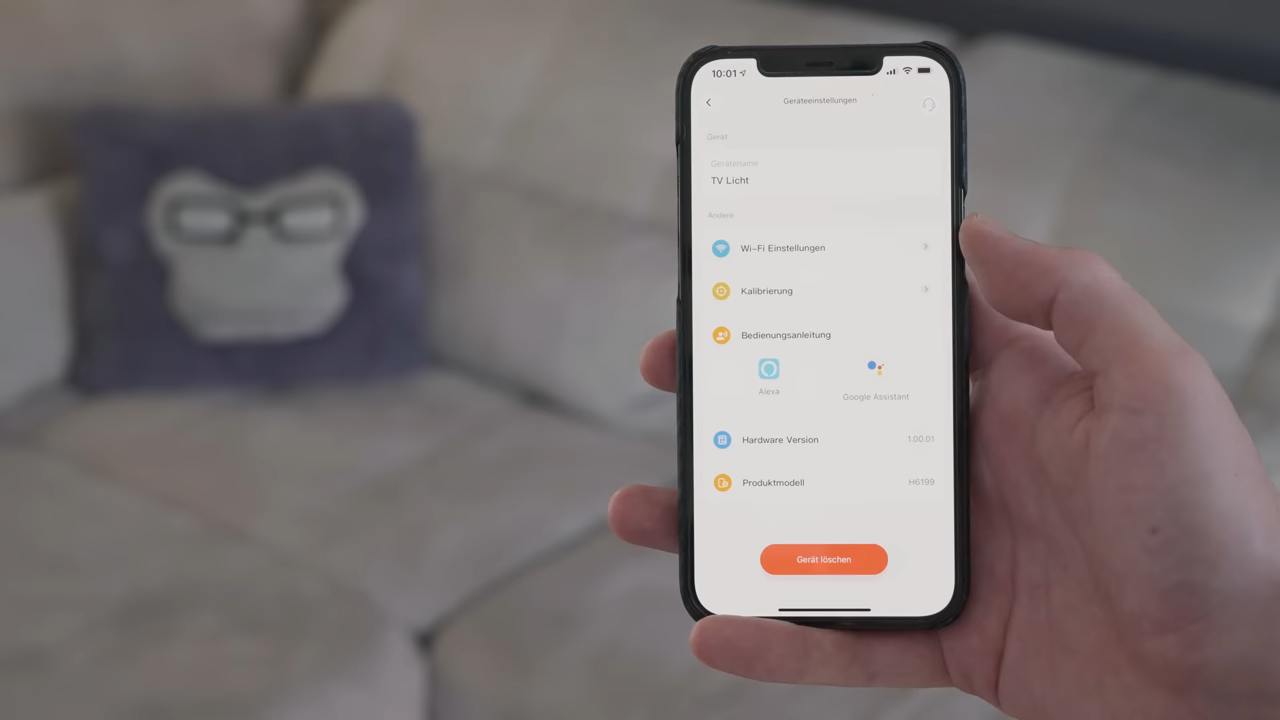 10:01
Geräteeinstellungen
Gerät
Gerätename
TV Licht
Andere
Wi-Fi Einstellungen
Kalibrierung
Bedienungsanleitung
Alexa
Google Assistant
Hardware Version 1.00.01
Produktmodell H6199
Gerät löschen